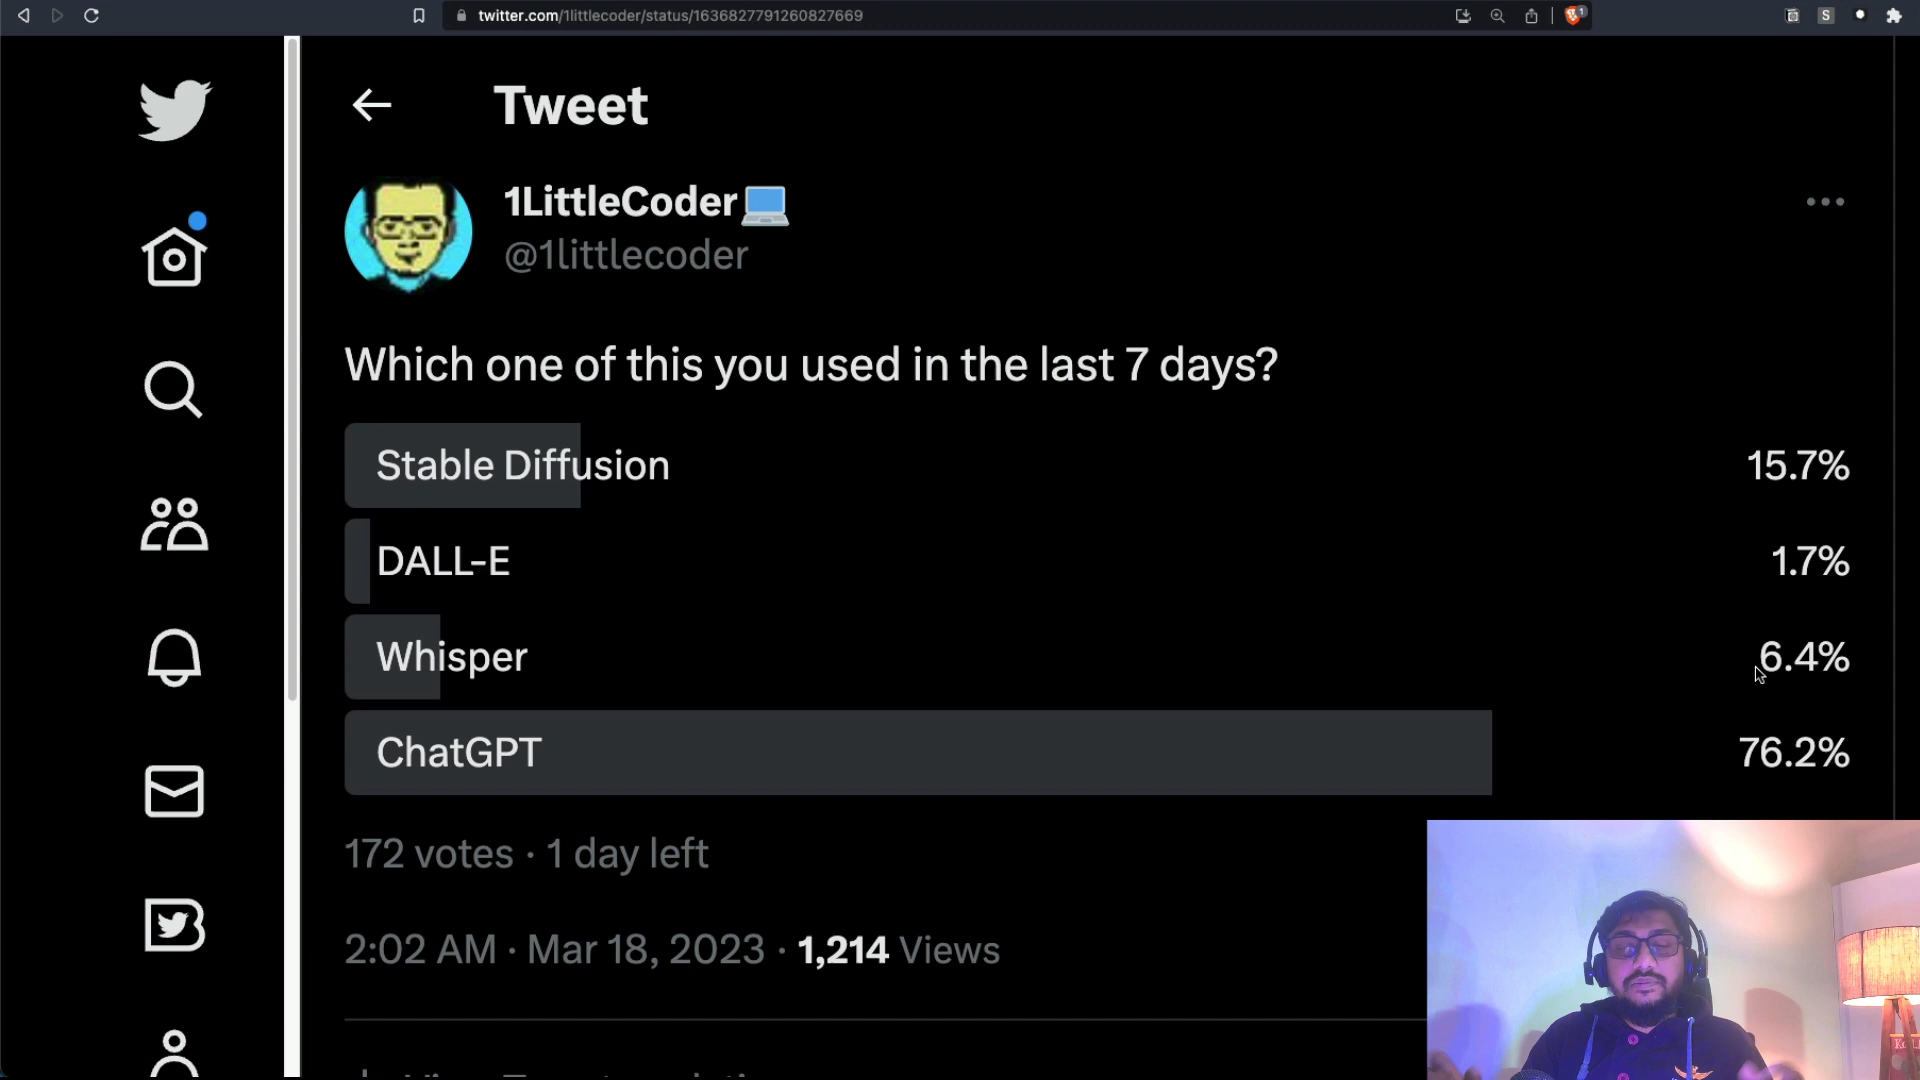 twitter.com/1littlecoder/status/1636827791260827669
1
S
Tweet
1LittleCoder💻
@1littlecoder
Which one of this you used in the last 7 days?
Stable Diffusion 15.7%
DALL-E 1.7%
Whisper 6.4%
ChatGPT 76.2%
172 votes · 1 day left
2:02 AM · Mar 18, 2023 · 1,214 Views